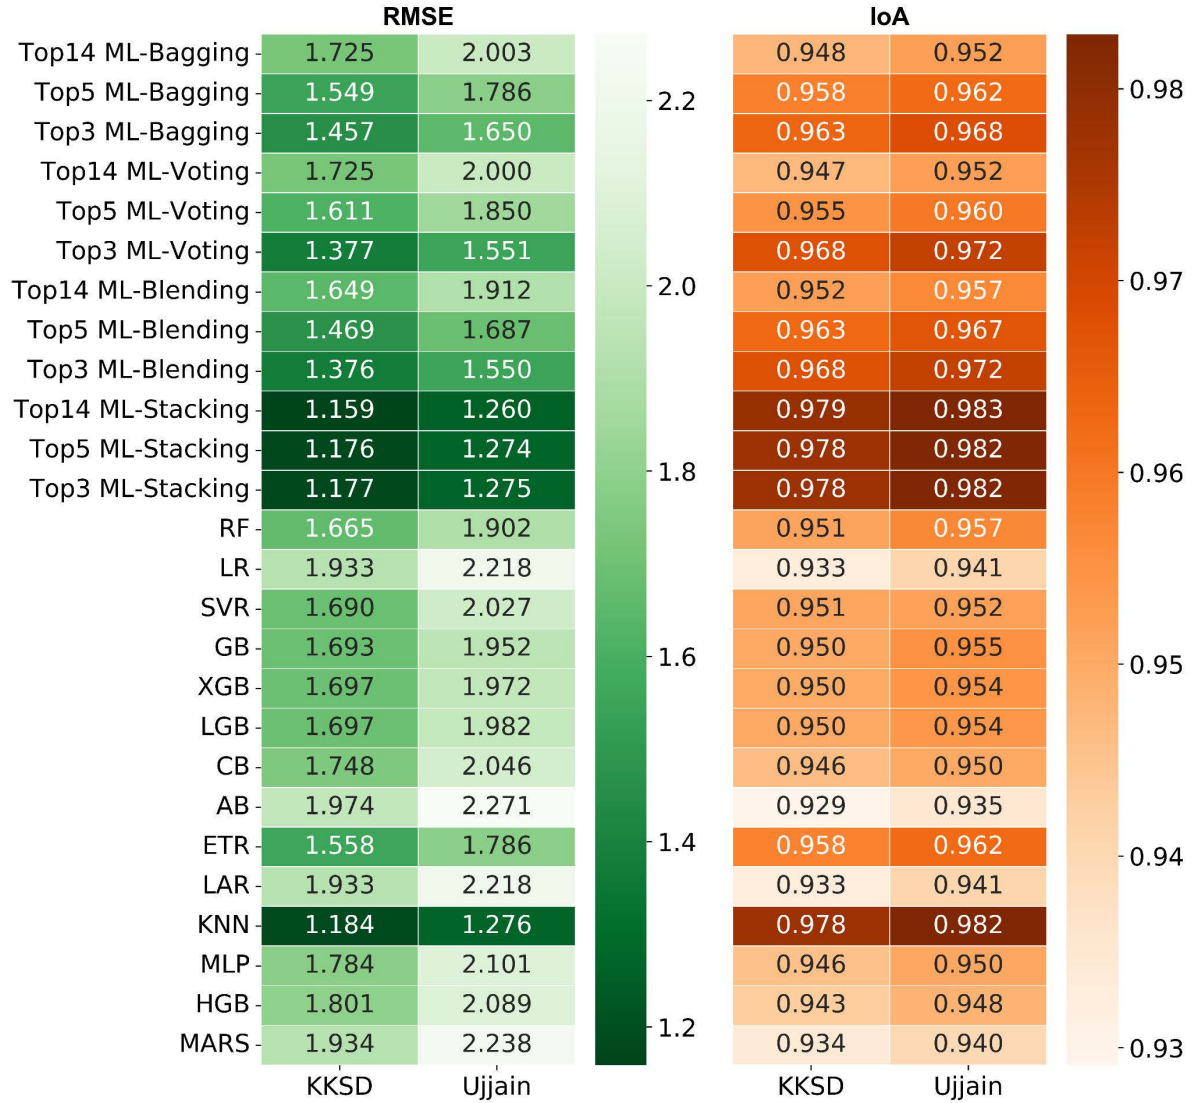 RMSE IoA
Top14 ML-Bagging 1.725 2.003 0.948 0.952
Top5 ML-Bagging 1.549 1.786 0.958 0.962
Top3 ML-Bagging 1.457 1.650 0.963 0.968
Top14 ML-Voting 1.725 2.000 0.947 0.952
Top5 ML-Voting 1.611 1.850 0.955 0.960
Top3 ML-Voting 1.377 1.551 0.968 0.972
Top14 ML-Blending 1.649 1.912 0.952 0.957
Top5 ML-Blending 1.469 1.687 0.963 0.967
Top3 ML-Blending 1.376 1.550 0.968 0.972
Top14 ML-Stacking 1.159 1.260 0.979 0.983
Top5 ML-Stacking 1.176 1.274 0.978 0.982
Top3 ML-Stacking 1.177 1.275 0.978 0.982
RF 1.665 1.902 0.951 0.957
LR 1.933 2.218 0.933 0.941
SVR 1.690 2.027 0.951 0.952
GB 1.693 1.952 0.950 0.955
XGB 1.697 1.972 0.950 0.954
LGB 1.697 1.982 0.950 0.954
CB 1.748 2.046 0.946 0.950
AB 1.974 2.271 0.929 0.935
ETR 1.558 1.786 0.958 0.962
LAR 1.933 2.218 0.933 0.941
KNN 1.184 1.276 0.978 0.982
MLP 1.784 2.101 0.946 0.950
HGB 1.801 2.089 0.943 0.948
MARS 1.934 2.238 0.934 0.940
KKSD Ujjain KKSD Ujjain
2.2
2.0
1.8
1.6
1.4
1.2
0.98
0.97
0.96
0.95
0.94
0.93